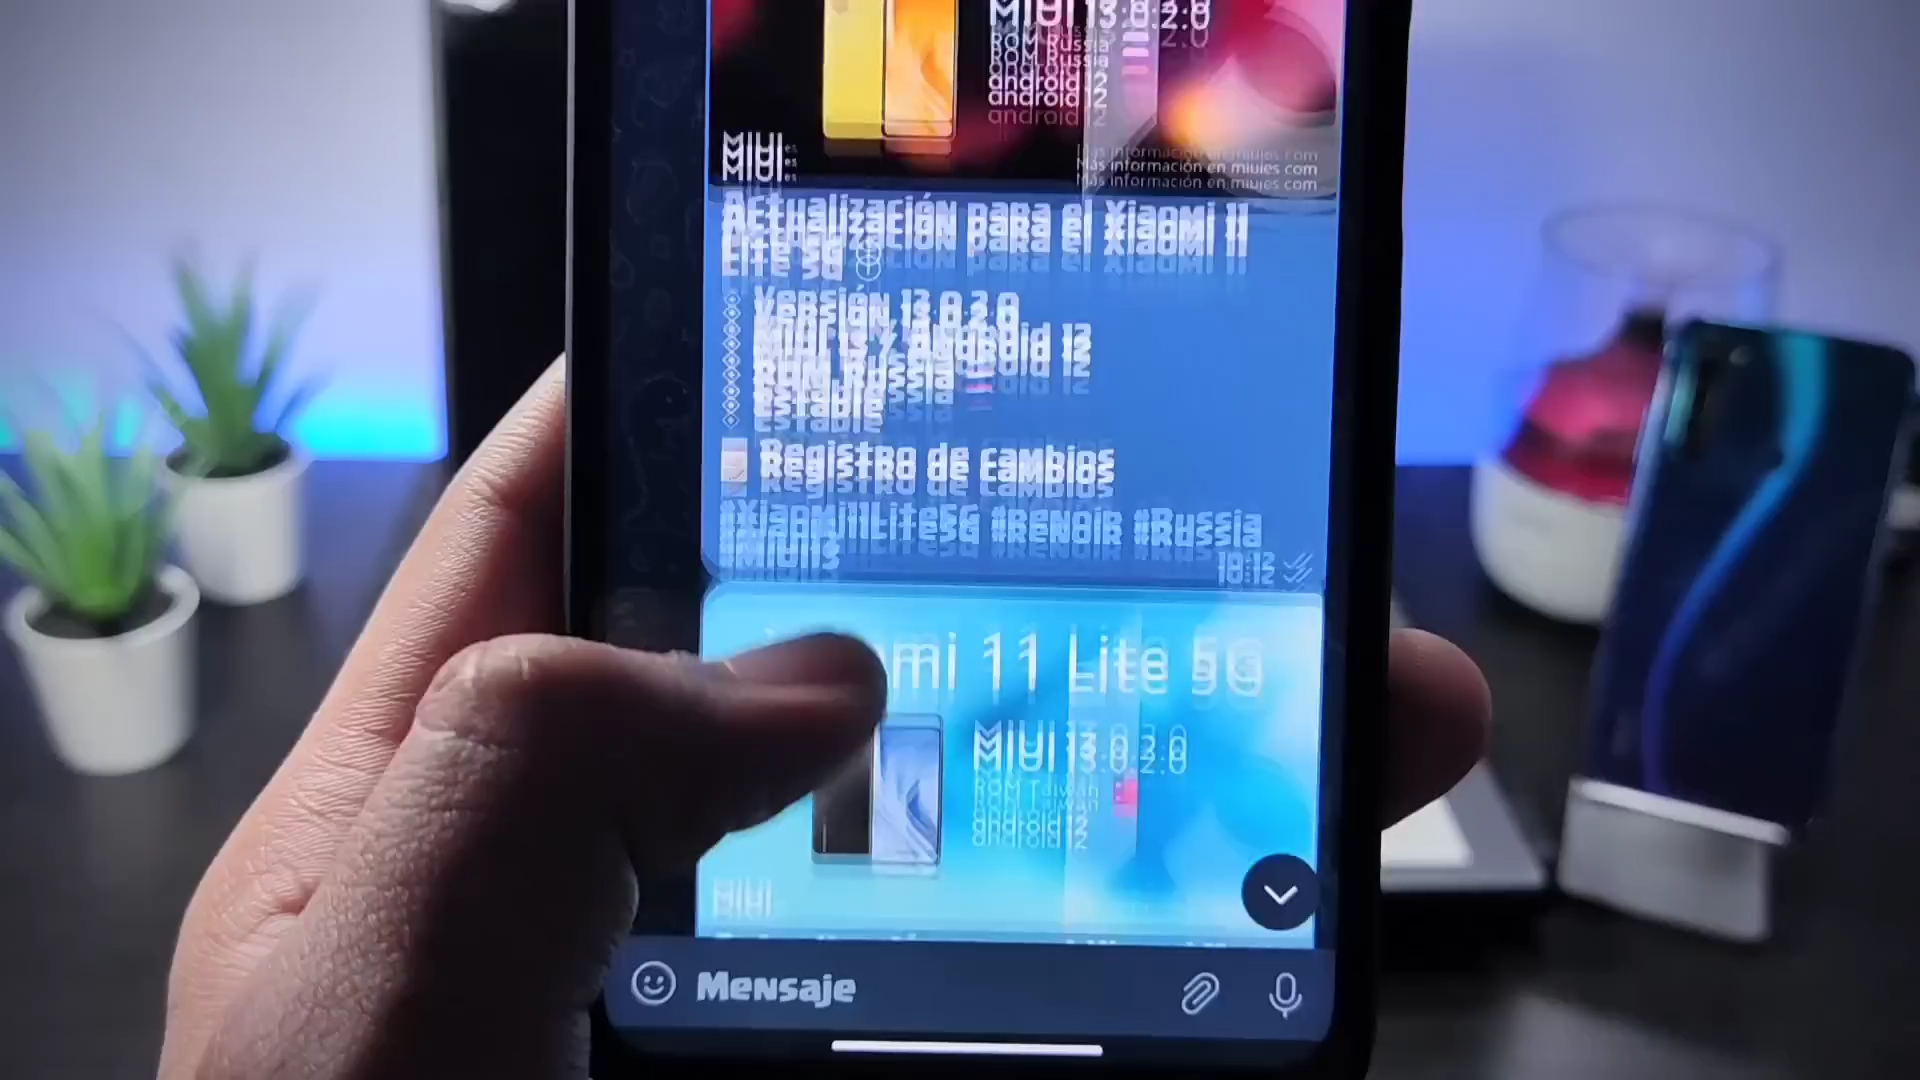 MIUI 13.0.2.0
ROM Russia
android 12
MIUI es
Más información en miuies.com
Actualización para el Xiaomi 11
Lite 5G
Versión 13.0.2.0
MIUI 13 / Android 12
ROM Russia
Estable
Registro de cambios
#Xiaomi11Lite5G #Renoir #Russia
#MIUI13
18:12
mi 11 Lite 5G
MIUI 13.0.2.0
ROM Taiwán
android 12
MIUI
Mensaje